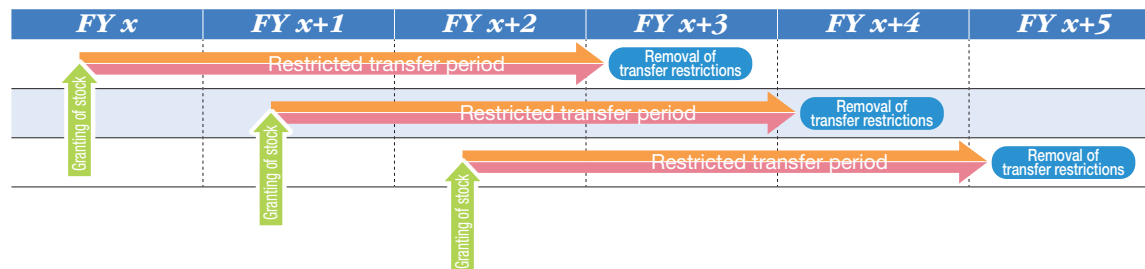 FY x FY x+1 FY x+2 FY x+3 FY x+4 FY x+5
Restricted transfer period
Removal of
transfer restrictions
Granting of stock
Restricted transfer period
Removal of
transfer restrictions
Granting of stock
Restricted transfer period
Removal of
transfer restrictions
Granting of stock